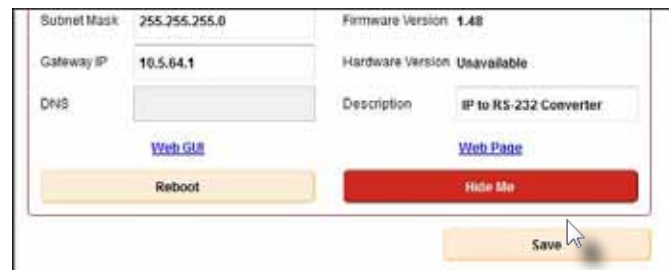 Subnet Mask 255.255.255.0 Firmware Version 1.48
Gateway IP 10.5.64.1 Hardware Version Unavailable
DNS Description IP to RS-232 Converter
Web GUI Web Page
Reboot Hide Me
Save